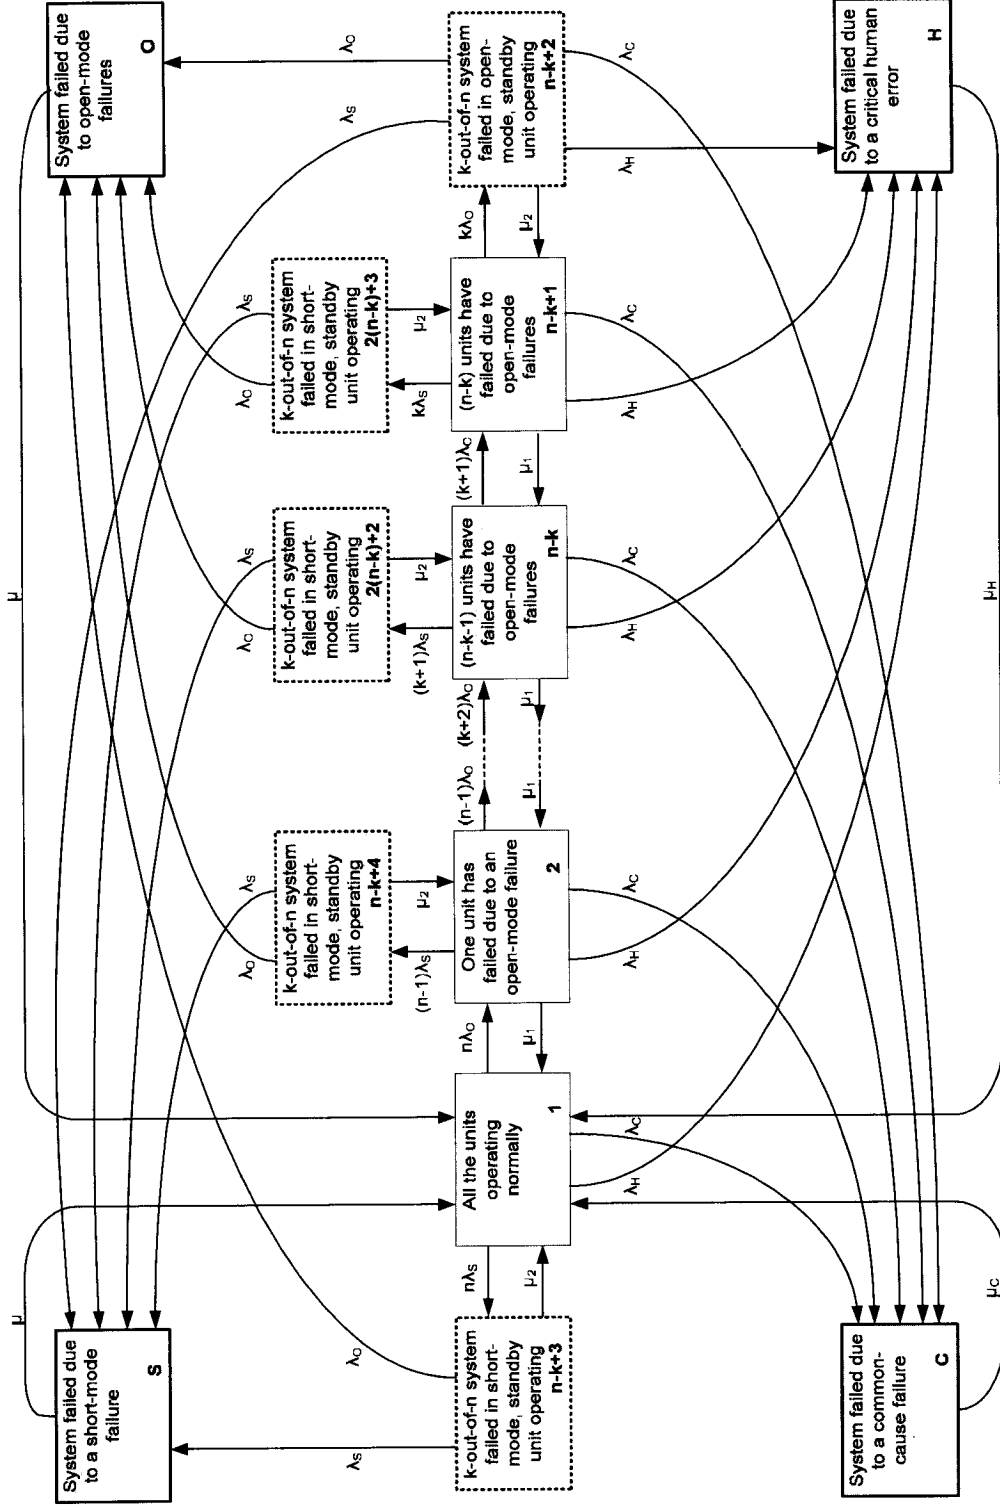 μ
μ
System failed due
to a short-mode
failure
S
System failed due
to open-mode
failures
O
λO
λS
λO
λS
λO
λS
k-out-of-n system
failed in short-
mode, standby
unit operating
n-k+4
k-out-of-n system
failed in short-
mode, standby
unit operating
2(n-k)+2
k-out-of-n system
failed in short-
mode, standby
unit operating
2(n-k)+3
λS
λO
λS
λO
(n-1)λS
μ2
(k+1)λS
μ2
kλS
μ2
nλS
nλO
(n-1)λO
(k+2)λO
(k+1)λC
kλO
k-out-of-n system
failed in short-
mode, standby
unit operating
n-k+3
All the units
operating
normally
1
One unit has
failed due to an
open-mode failure
2
(n-k-1) units have
failed due to
open-mode
failures
n-k
(n-k) units have
failed due to
open-mode
failures
n-k+1
k-out-of-n system
failed in open-
mode, standby
unit operating
n-k+2
μ2
μ1
μ1
μ1
μ1
μ2
λH
λC
λH
λC
λH
λC
λH
λC
λH
λC
System failed due
to a common-
cause failure
C
System failed due
to a critical human
error
H
μC
μH